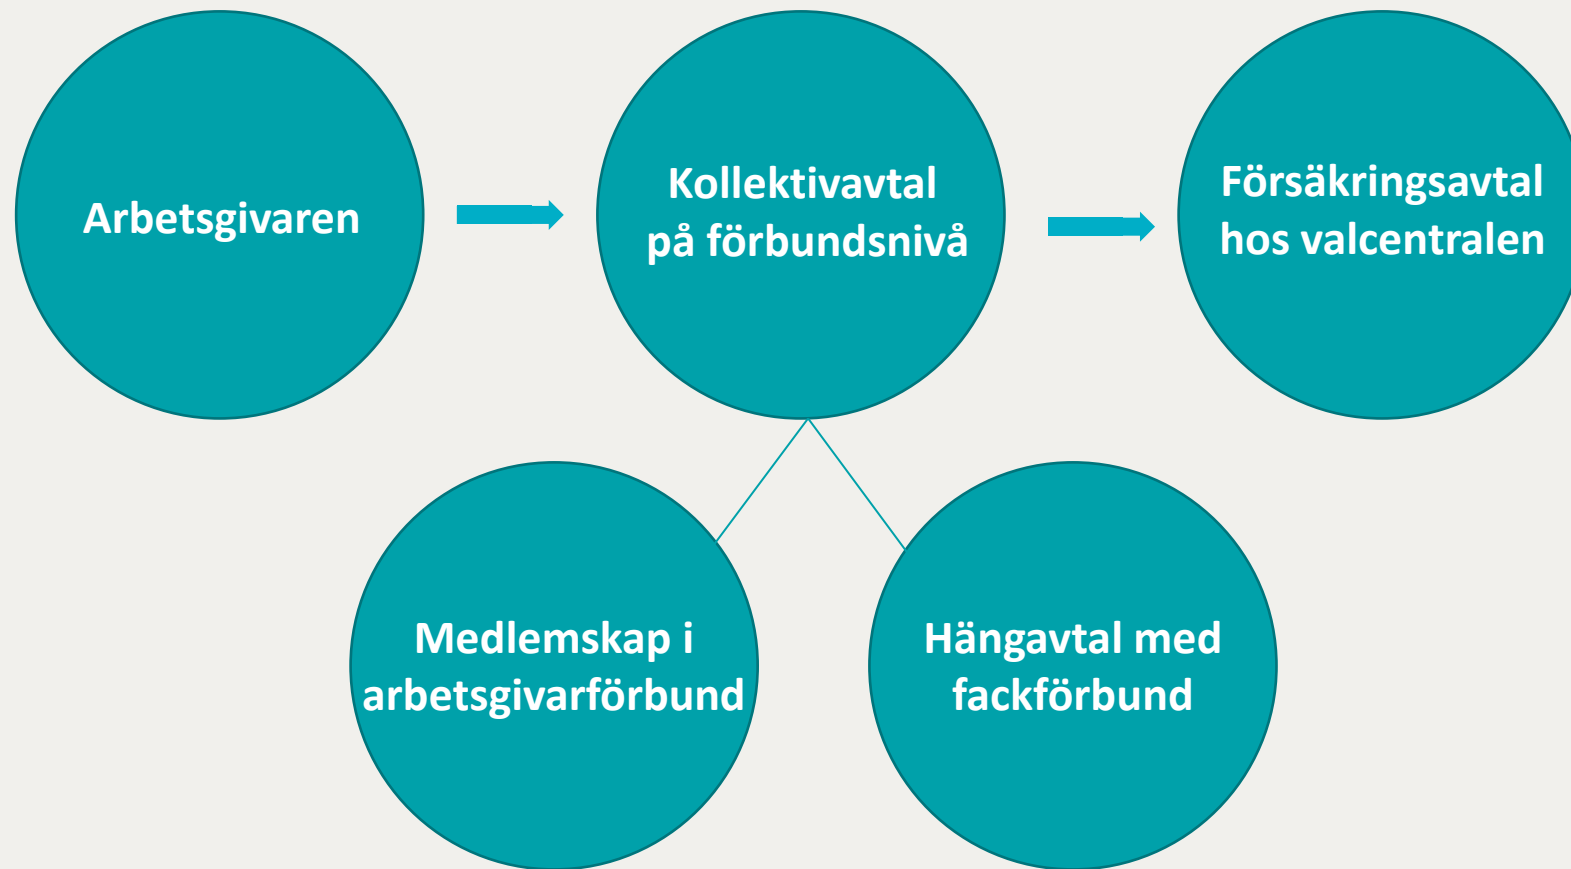 Arbetsgivaren
Kollektivavtal
på förbundsnivå
Försäkringsavtal
hos valcentralen
Medlemskap i
arbetsgivarförbund
Hängavtal med
fackförbund